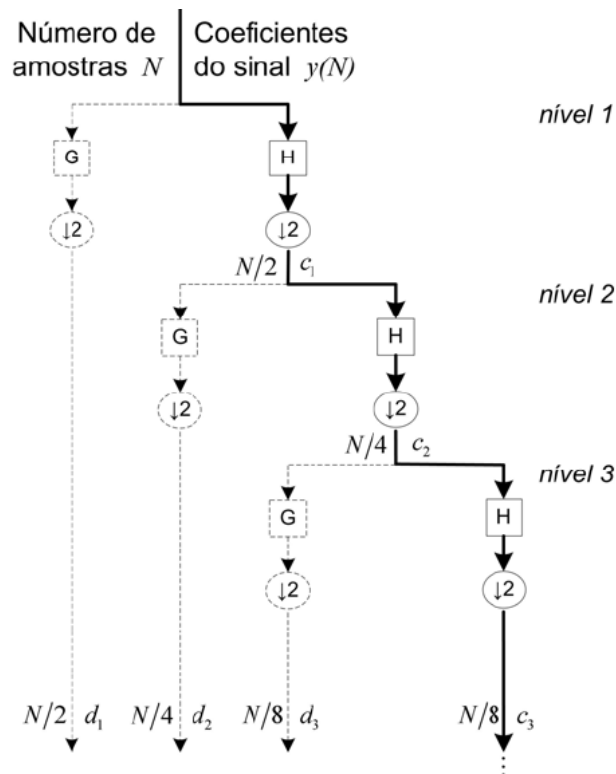 Número de amostras N
Coeficientes do sinal y(N)
nível 1
G
H
↓2
↓2
N/2 c₁
nível 2
G
H
↓2
↓2
N/4 c₂
nível 3
G
H
↓2
↓2
N/2 d₁
N/4 d₂
N/8 d₃
N/8 c₃
⋮